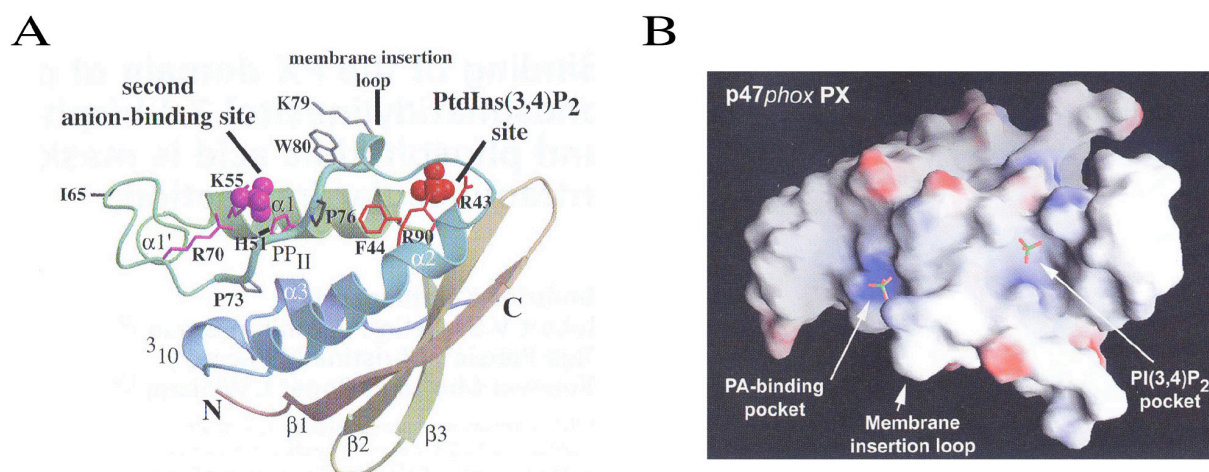 A
membrane insertion
loop
second
anion-binding site
K79
PtdIns(3,4)P2
site
W80
I65
K55
α1
P76
R43
α1'
R70
H51
PPII
F44
R90
α2
P73
α3
C
310
N
β1
β2
β3
B
p47phox PX
PA-binding
pocket
Membrane
insertion loop
PI(3,4)P2
pocket